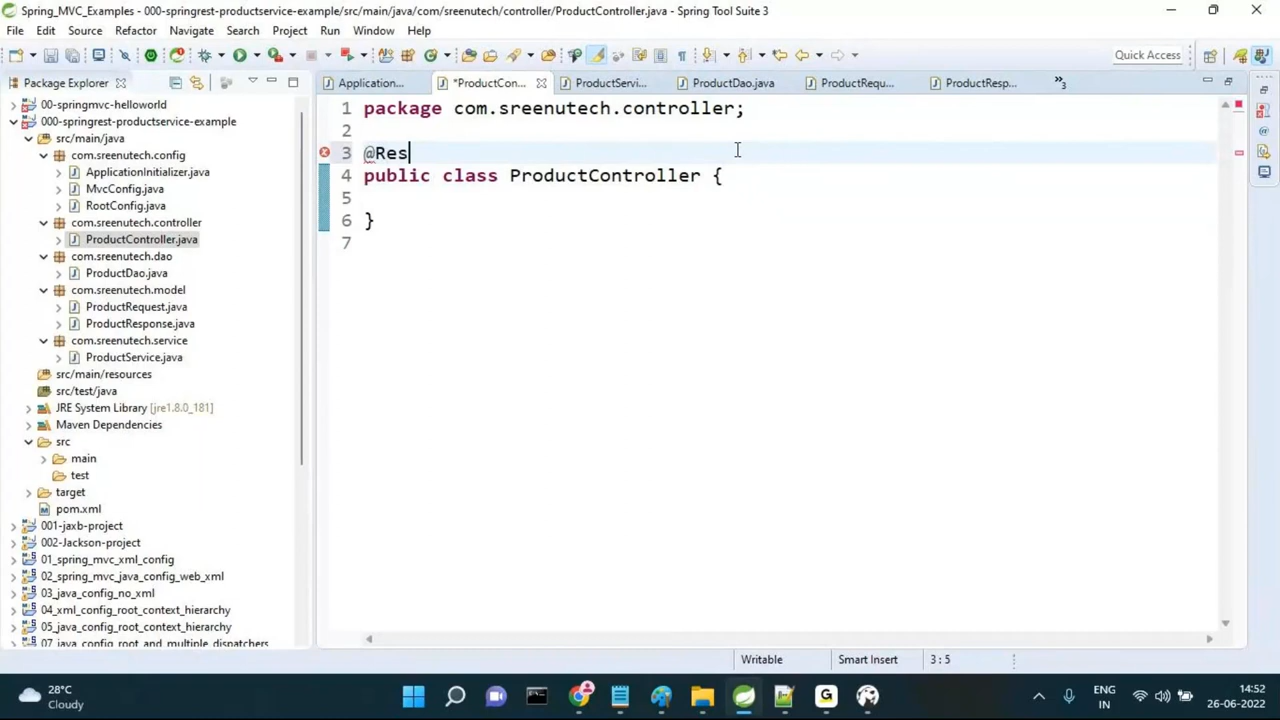 Spring_MVC_Examples - 000-springrest-productservice-example/src/main/java/com/sreenutech/controller/ProductController.java - Spring Tool Suite 3
File Edit Source Refactor Navigate Search Project Run Window Help
Quick Access
Package Explorer
Application...
*ProductCon...
ProductServi...
ProductDao.java
ProductRequ...
ProductResp...
»3
00-springmvc-helloworld
000-springrest-productservice-example
src/main/java
com.sreenutech.config
ApplicationInitializer.java
MvcConfig.java
RootConfig.java
com.sreenutech.controller
ProductController.java
com.sreenutech.dao
ProductDao.java
com.sreenutech.model
ProductRequest.java
ProductResponse.java
com.sreenutech.service
ProductService.java
src/main/resources
src/test/java
JRE System Library [jre1.8.0_181]
Maven Dependencies
src
main
test
target
pom.xml
001-jaxb-project
002-Jackson-project
01_spring_mvc_xml_config
02_spring_mvc_java_config_web_xml
03_java_config_no_xml
04_xml_config_root_context_hierarchy
05_java_config_root_context_hierarchy
07_java_config_root_and_multiple_dispatchers
1 package com.sreenutech.controller;
2
3 @Res
4 public class ProductController {
5
6 }
7
Writable Smart Insert 3 : 5
28°C
Cloudy
ENG
IN
14:52
26-06-2022